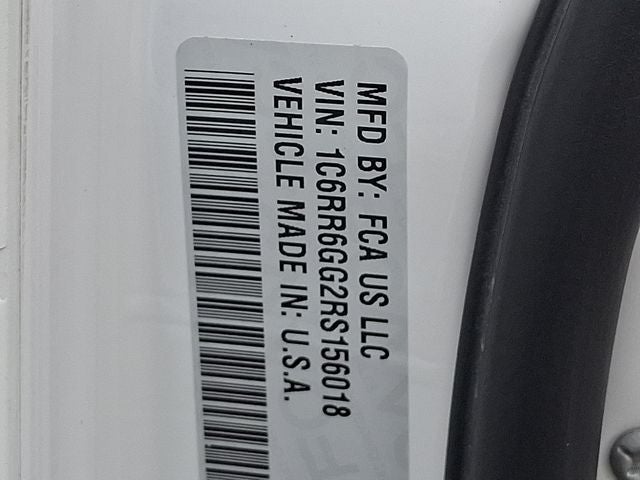 MFD BY: FCA US LLC
VIN: 1C6RR6GG2RS156018
VEHICLE MADE IN: U.S.A.